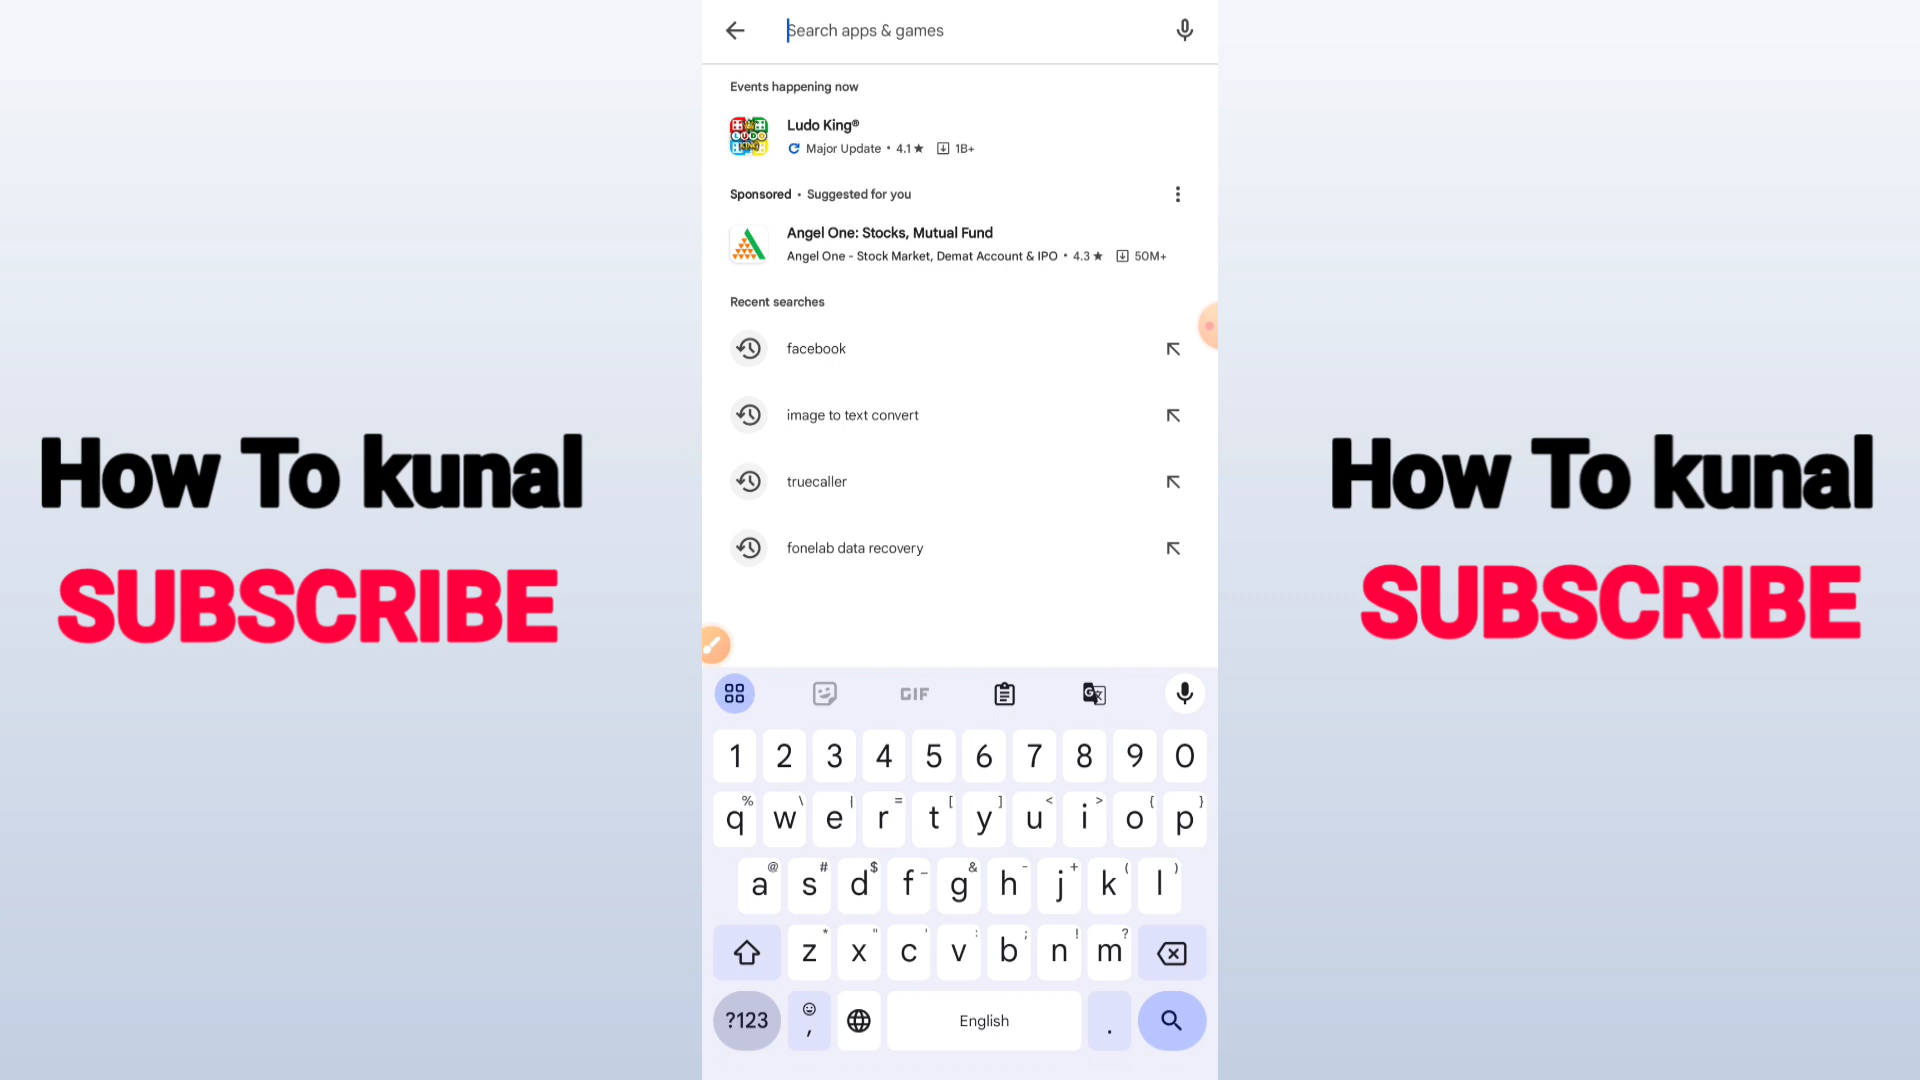 Search apps & games
Events happening now
Ludo King®
Major Update • 4.1★ 1B+
Sponsored • Suggested for you
Angel One: Stocks, Mutual Fund
Angel One - Stock Market, Demat Account & IPO • 4.3★ 50M+
Recent searches
facebook
image to text convert
truecaller
fonelab data recovery
How To kunal
SUBSCRIBE
How To kunal
SUBSCRIBE
GIF
1 2 3 4 5 6 7 8 9 0
% \ | = [ ] < > { }
q w e r t y u i o p
@ # $ _ & - + ( )
a s d f g h j k l
* " ' : ; ! ?
z x c v b n m
?123 , English .